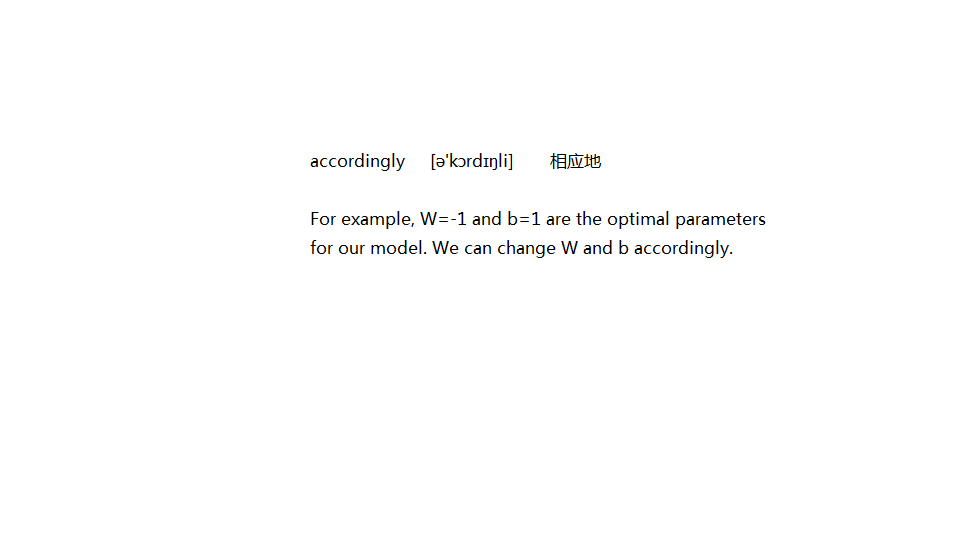 accordingly [ə'kɔrdɪŋli] 相应地
For example, W=-1 and b=1 are the optimal parameters
for our model. We can change W and b accordingly.